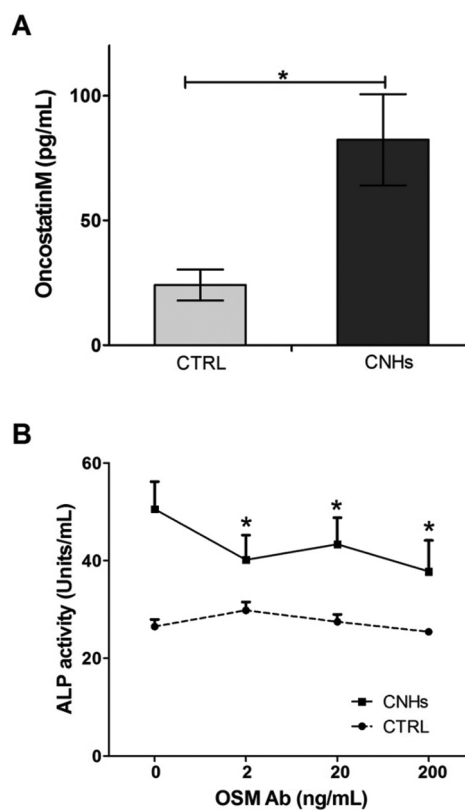 A
OncostatinM (pg/mL)
100
50
0
*
CTRL
CNHs
B
ALP activity (Units/mL)
60
40
20
0
*
*
*
CNHs
CTRL
0 2 20 200
OSM Ab (ng/mL)